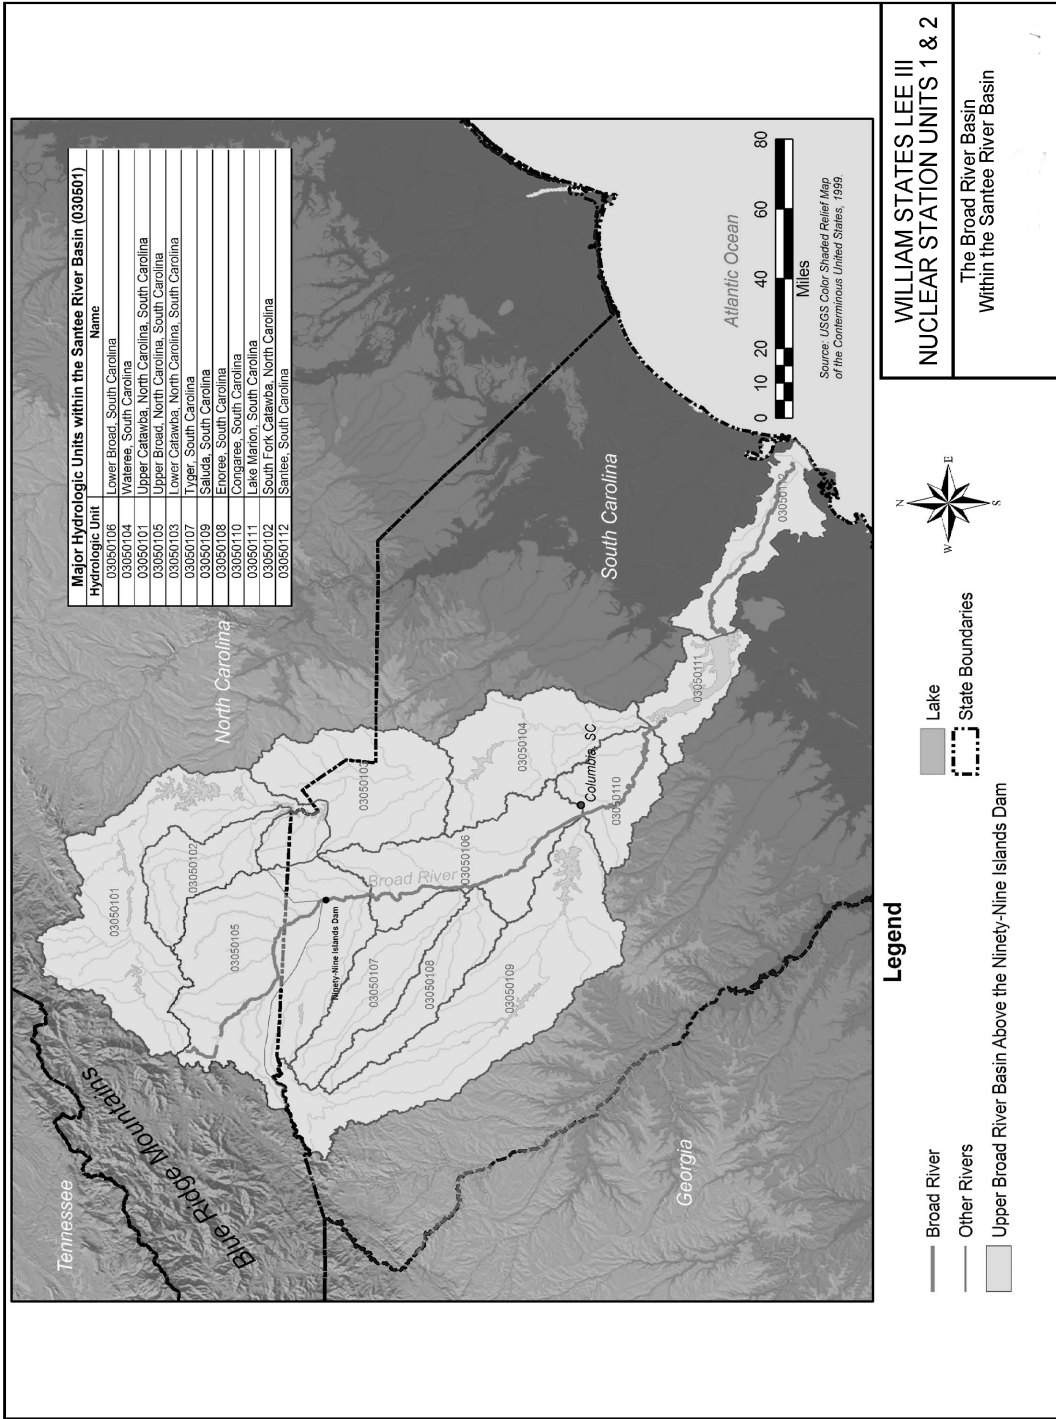 Major Hydrologic Units within the Santee River Basin (030501)
Hydrologic Unit Name
03050106 Lower Broad, South Carolina
03050104 Wateree, South Carolina
03050101 Upper Catawba, North Carolina, South Carolina
03050105 Upper Broad, North Carolina, South Carolina
03050103 Lower Catawba, North Carolina, South Carolina
03050107 Tyger, South Carolina
03050109 Saluda, South Carolina
03050108 Enoree, South Carolina
03050110 Congaree, South Carolina
03050111 Lake Marion, South Carolina
03050102 South Fork Catawba, North Carolina
03050112 Santee, South Carolina
Tennessee
Blue Ridge Mountains
North Carolina
03050101
03050102
03050105
03050103
Ninety-Nine Islands Dam
Broad River
03050107
03050108
03050106
03050104
03050109
Columbia, SC
03050110
South Carolina
Georgia
03050111
03050112
Atlantic Ocean
0 10 20 40 60 80
Miles
Source: USGS Color Shaded Relief Map
of the Conterminous United States, 1999.
Legend
Broad River
Other Rivers
Upper Broad River Basin Above the Ninety-Nine Islands Dam
Lake
State Boundaries
N
W
E
S
WILLIAM STATES LEE III
NUCLEAR STATION UNITS 1 & 2
The Broad River Basin
Within the Santee River Basin